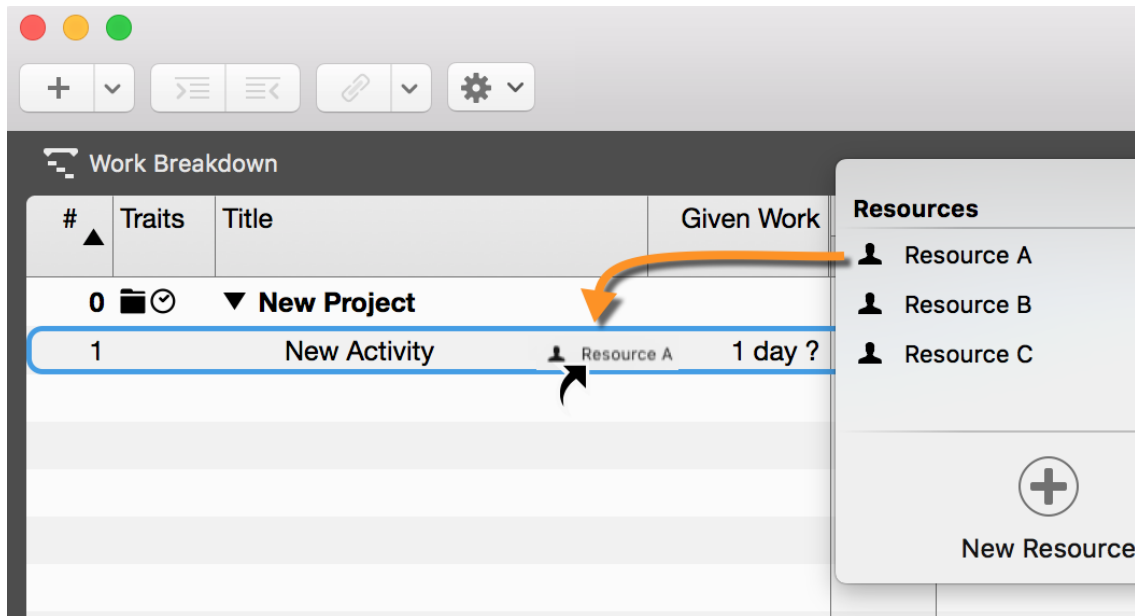 Work Breakdown
# Traits Title Given Work
0 New Project
1 New Activity Resource A 1 day ?
Resources
Resource A
Resource B
Resource C
New Resource